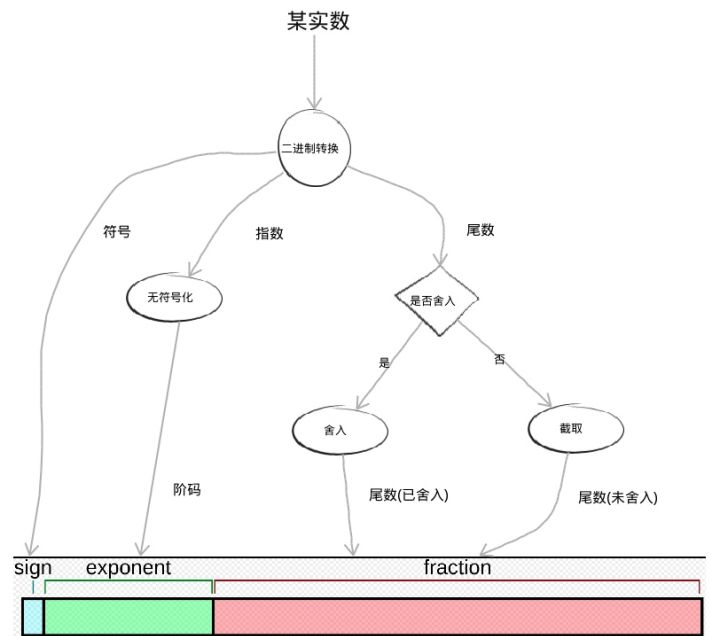 某实数
二进制转换
符号
指数
尾数
无符号化
是否舍入
是
否
舍入
截取
阶码
尾数(已舍入)
尾数(未舍入)
sign
exponent
fraction